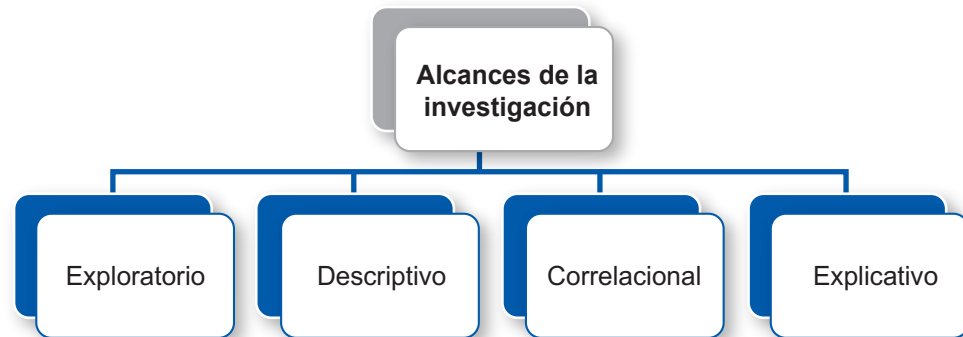 Alcances de la
investigación
Exploratorio
Descriptivo
Correlacional
Explicativo